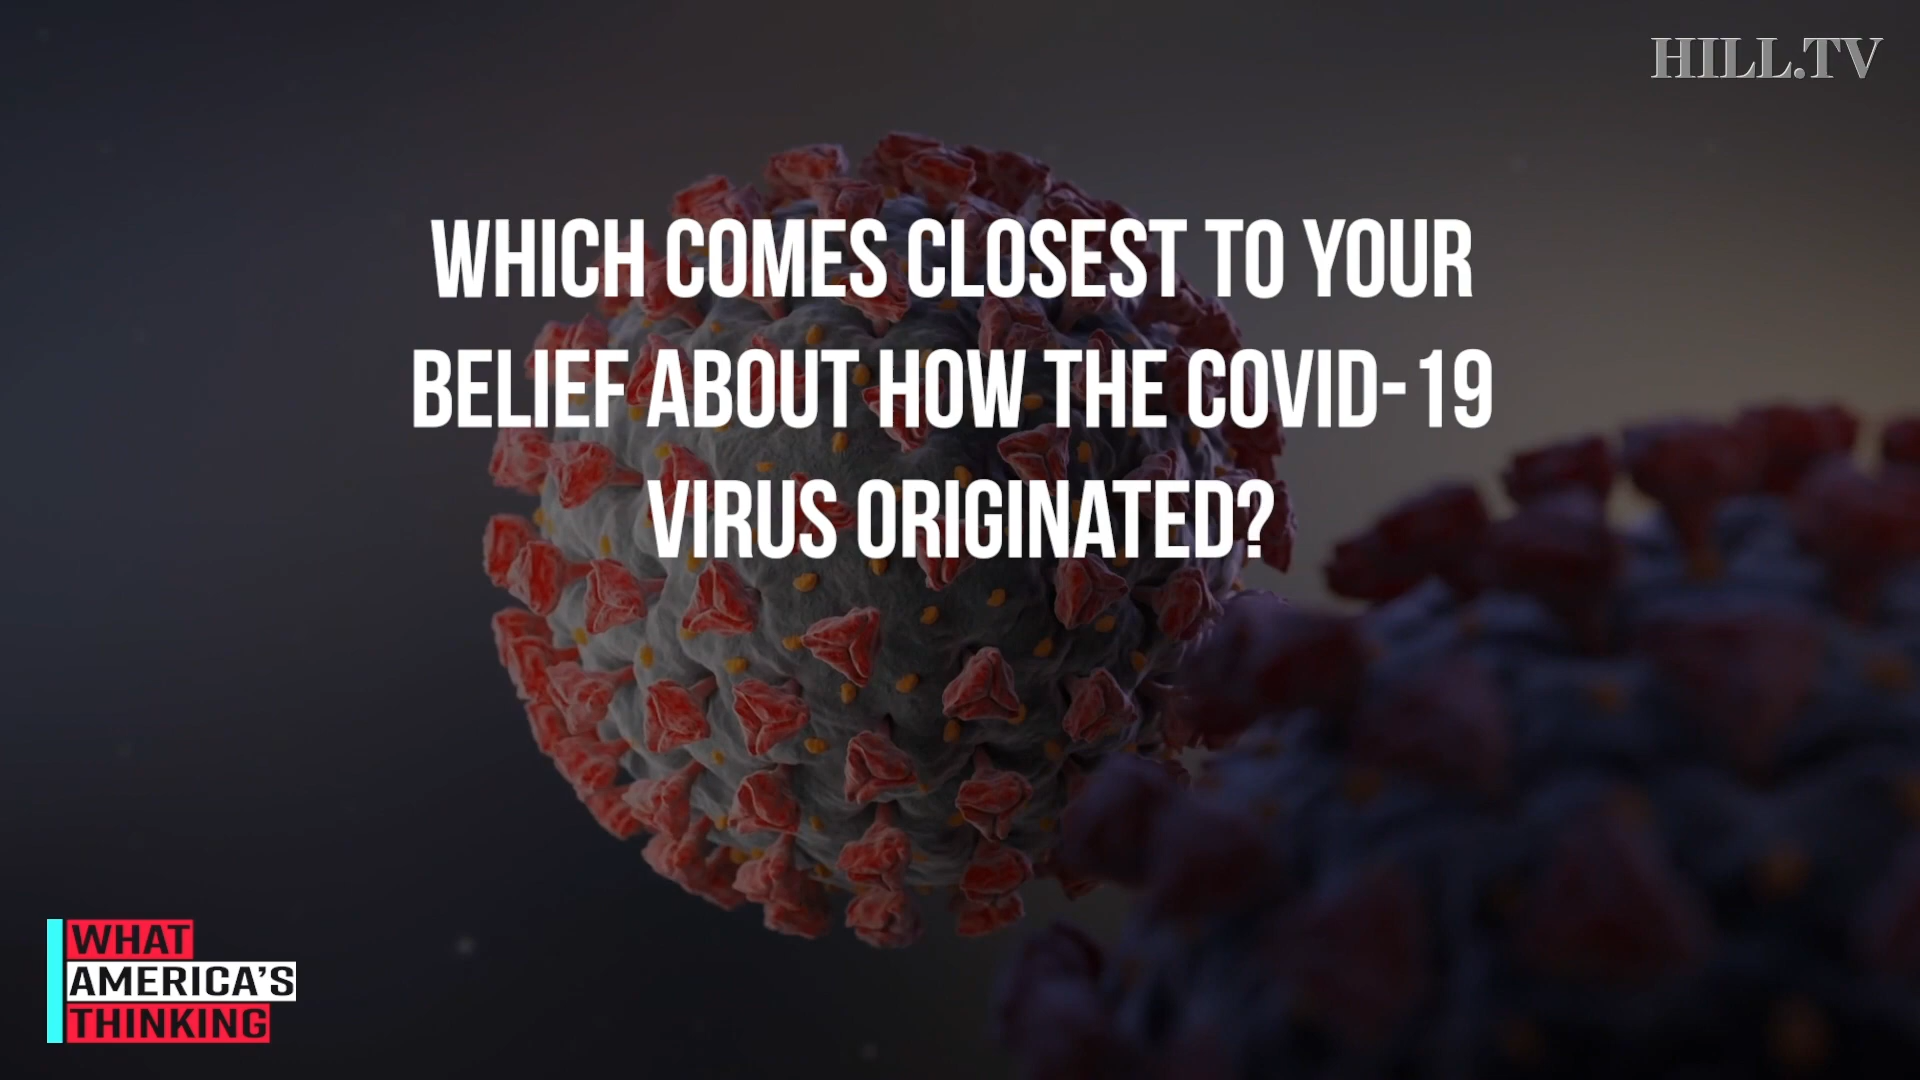 HILL.TV
WHICH COMES CLOSEST TO YOUR
BELIEF ABOUT HOW THE COVID-19
VIRUS ORIGINATED?
WHAT
AMERICA'S
THINKING